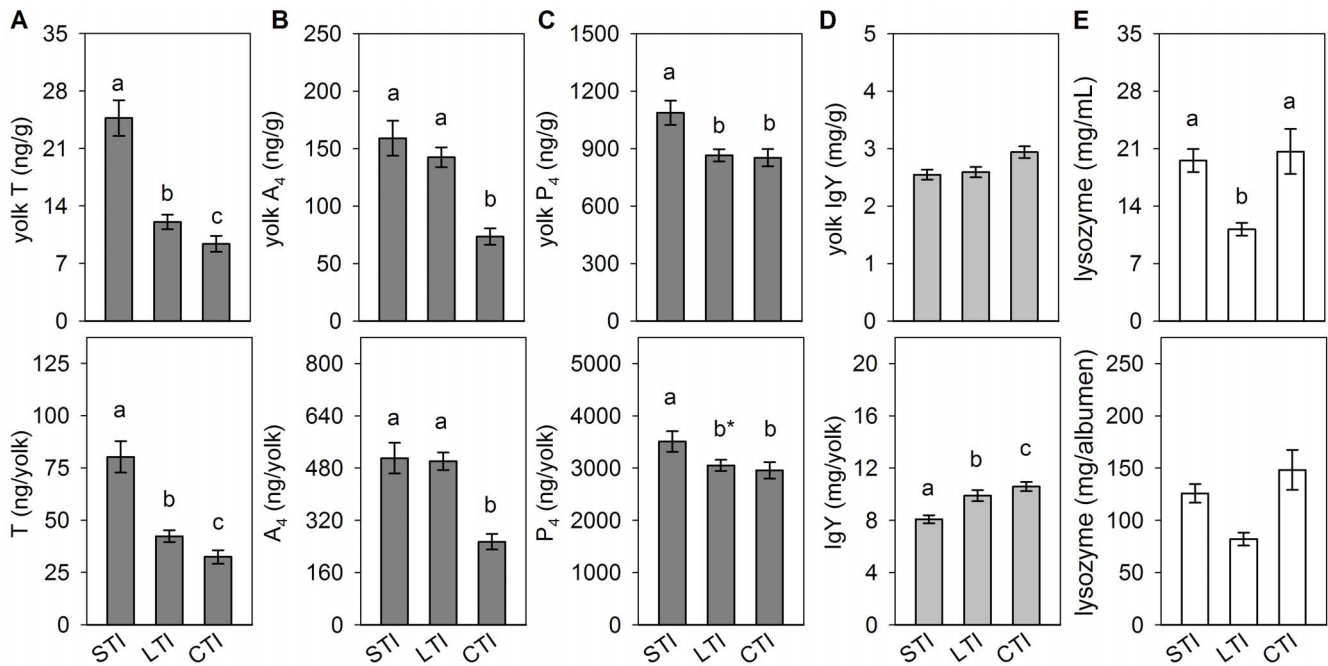 A
yolk T (ng/g)
35
28
21
14
7
0
a
b
c
B
yolk A4 (ng/g)
250
200
150
100
50
0
a
a
b
C
yolk P4 (ng/g)
1500
1200
900
600
300
0
a
b
b
D
yolk IgY (mg/g)
5
4
3
2
1
0
E
lysozyme (mg/mL)
35
28
21
14
7
0
a
b
a
T (ng/yolk)
125
100
75
50
25
0
a
b
c
STI LTI CTI
A4 (ng/yolk)
800
640
480
320
160
0
a
a
b
STI LTI CTI
P4 (ng/yolk)
5000
4000
3000
2000
1000
0
a
b*
b
STI LTI CTI
IgY (mg/yolk)
20
16
12
8
4
0
a
b
c
STI LTI CTI
lysozyme (mg/albumen)
250
200
150
100
50
0
STI LTI CTI